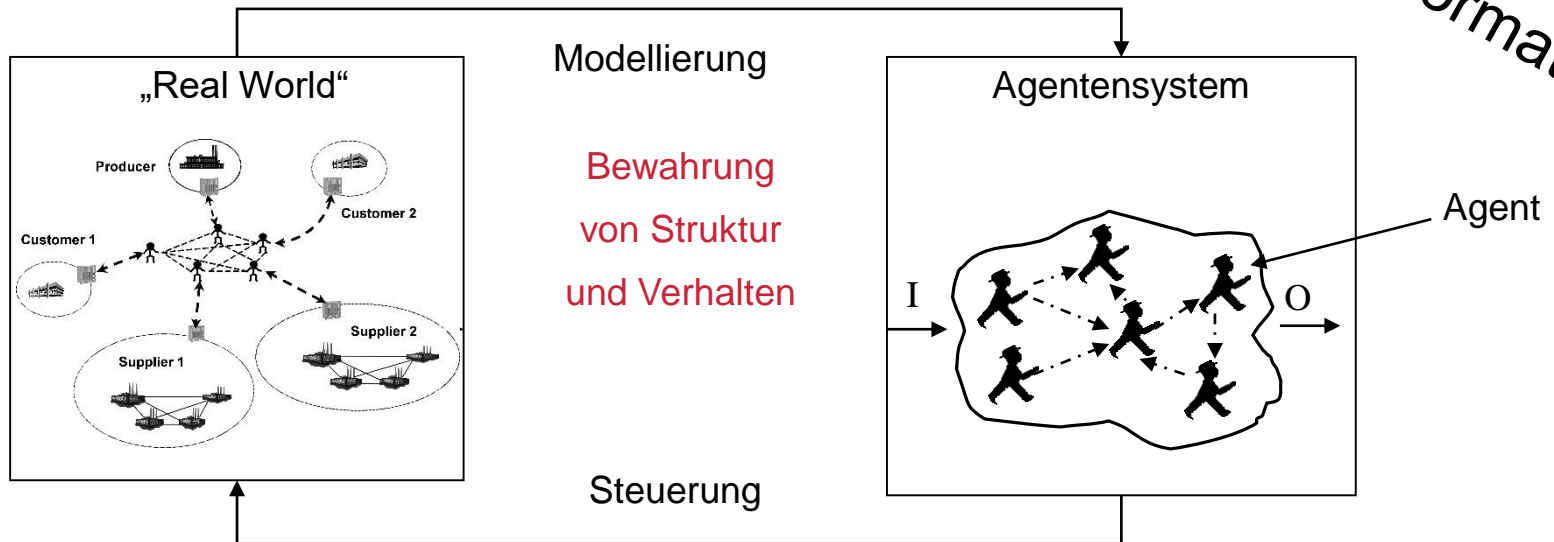 Modellierung
„Real World“
Agentensystem
Producer
Customer 2
Customer 1
Supplier 2
Supplier 1
Bewahrung
von Struktur
und Verhalten
Agent
I
O
Steuerung